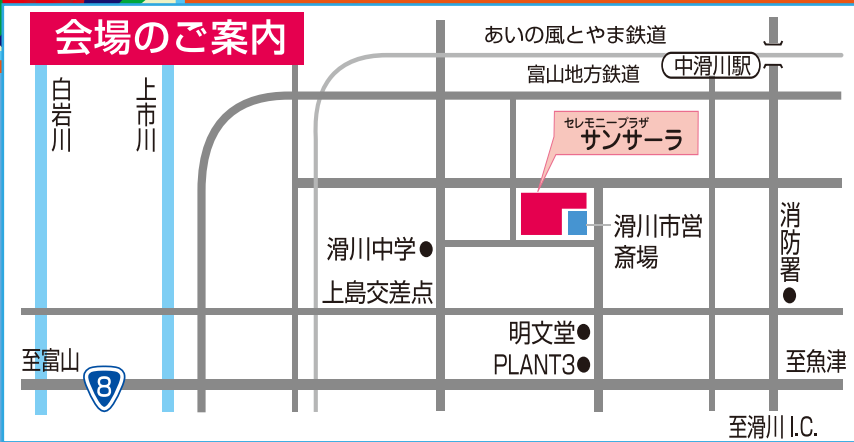 会場のご案内
あいの風とやま鉄道
富山地方鉄道
中滑川駅
白岩川
上市川
セレモニープラザ
サンサーラ
滑川市営
斎場
消防署
滑川中学
上島交差点
明文堂
PLANT3
至富山
8
至魚津
至滑川I.C.